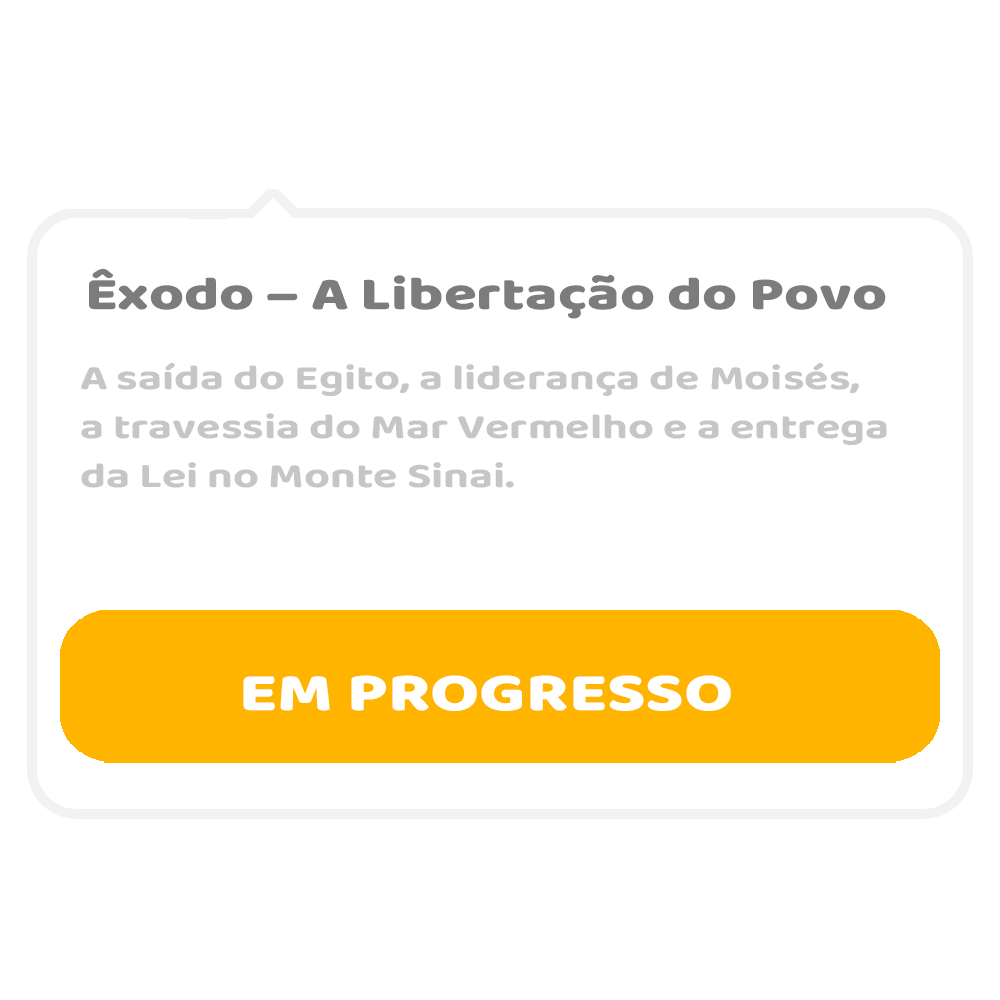 Êxodo – A Libertação do Povo
A saída do Egito, a liderança de Moisés,
a travessia do Mar Vermelho e a entrega
da Lei no Monte Sinai.
EM PROGRESSO